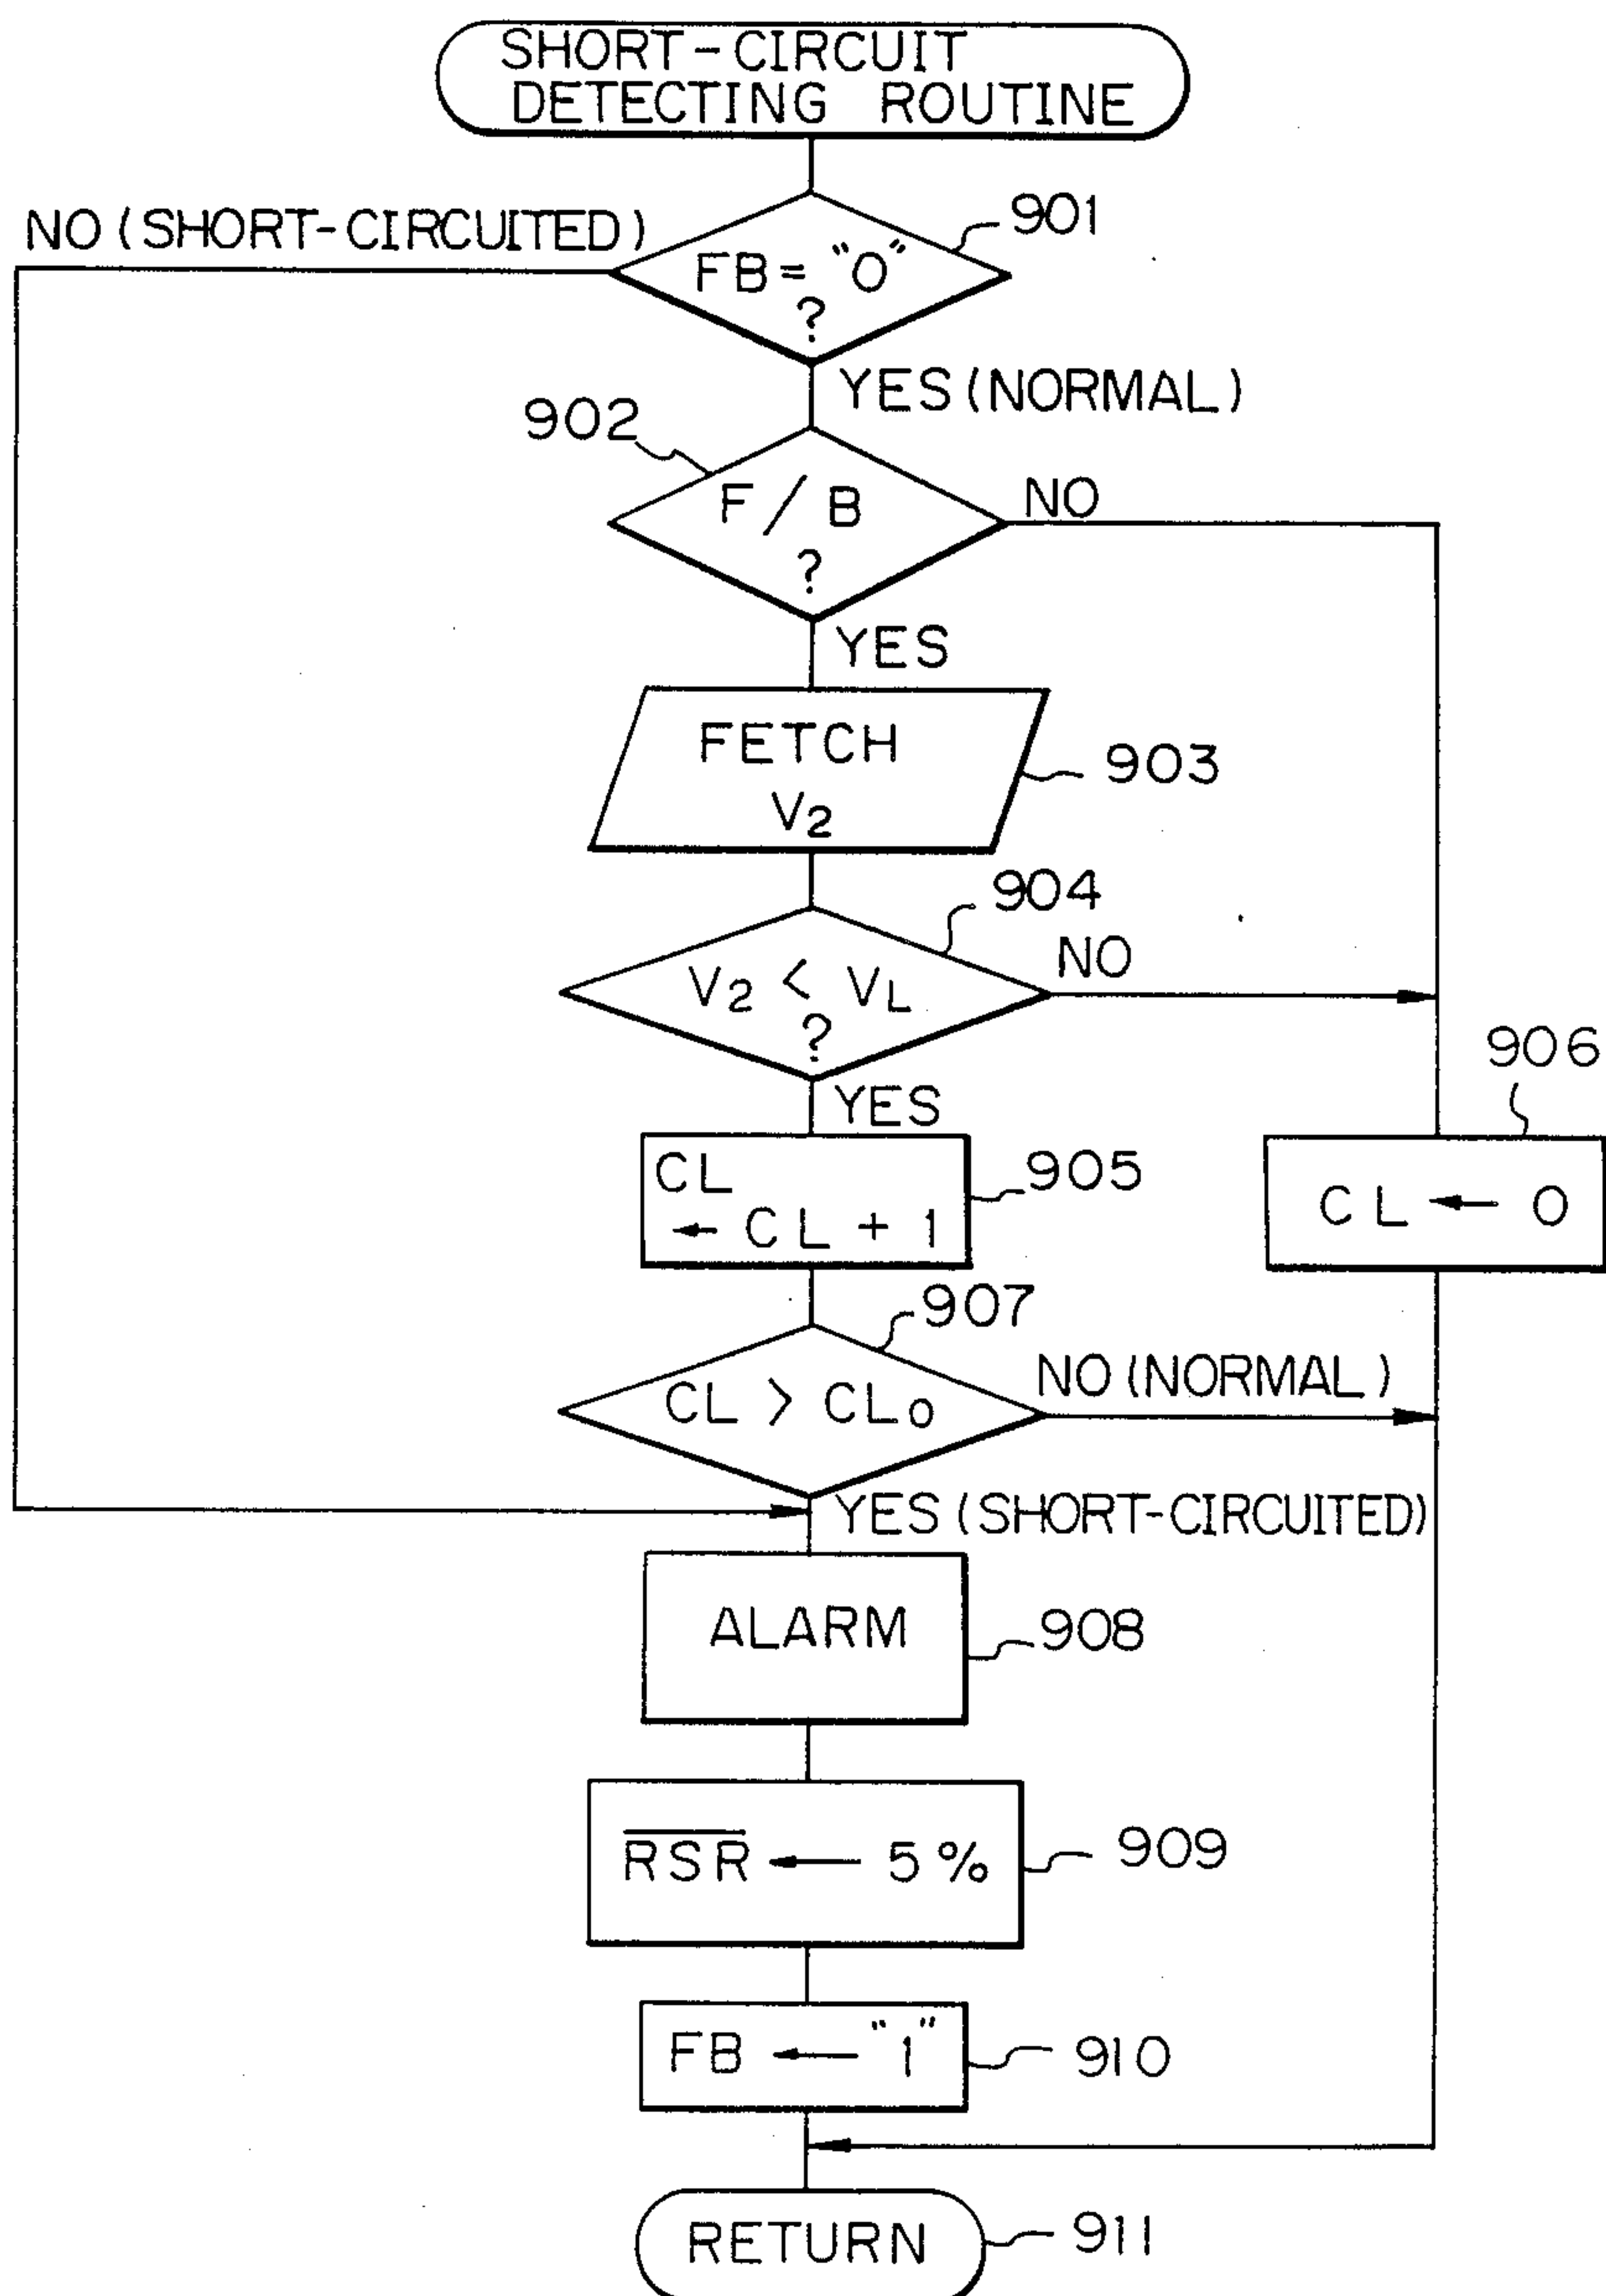 SHORT-CIRCUIT
DETECTING ROUTINE
NO (SHORT-CIRCUITED)
901
FB= "0"
?
YES (NORMAL)
902
F / B
?
NO
YES
FETCH
V2
903
904
V2 < VL
?
NO
YES
906
CL
← CL + 1
905
CL ← 0
907
CL > CL0
NO (NORMAL)
YES (SHORT-CIRCUITED)
ALARM
908
R̅S̅R̅ ← 5%
909
FB ← "1"
910
RETURN
911